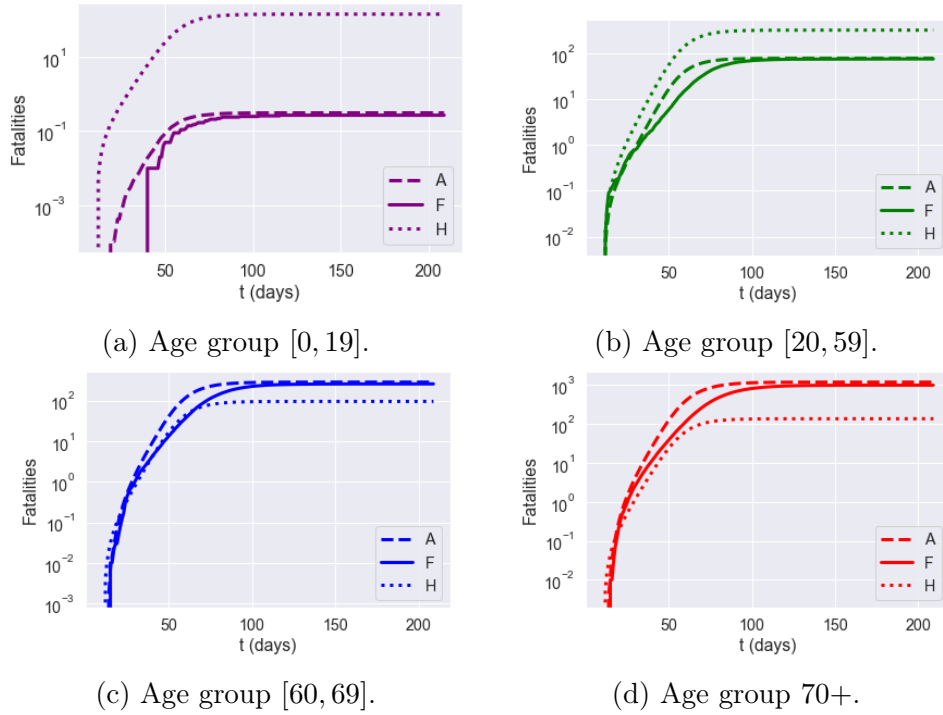 Fatalities
10^1
10^-1
10^-3
50
100
150
200
t (days)
A
F
H
(a) Age group [0, 19].
Fatalities
10^2
10^1
10^0
10^-1
10^-2
50
100
150
200
t (days)
A
F
H
(b) Age group [20, 59].
Fatalities
10^2
10^1
10^0
10^-1
10^-2
10^-3
50
100
150
200
t (days)
A
F
H
(c) Age group [60, 69].
Fatalities
10^3
10^2
10^1
10^0
10^-1
10^-2
50
100
150
200
t (days)
A
F
H
(d) Age group 70+.